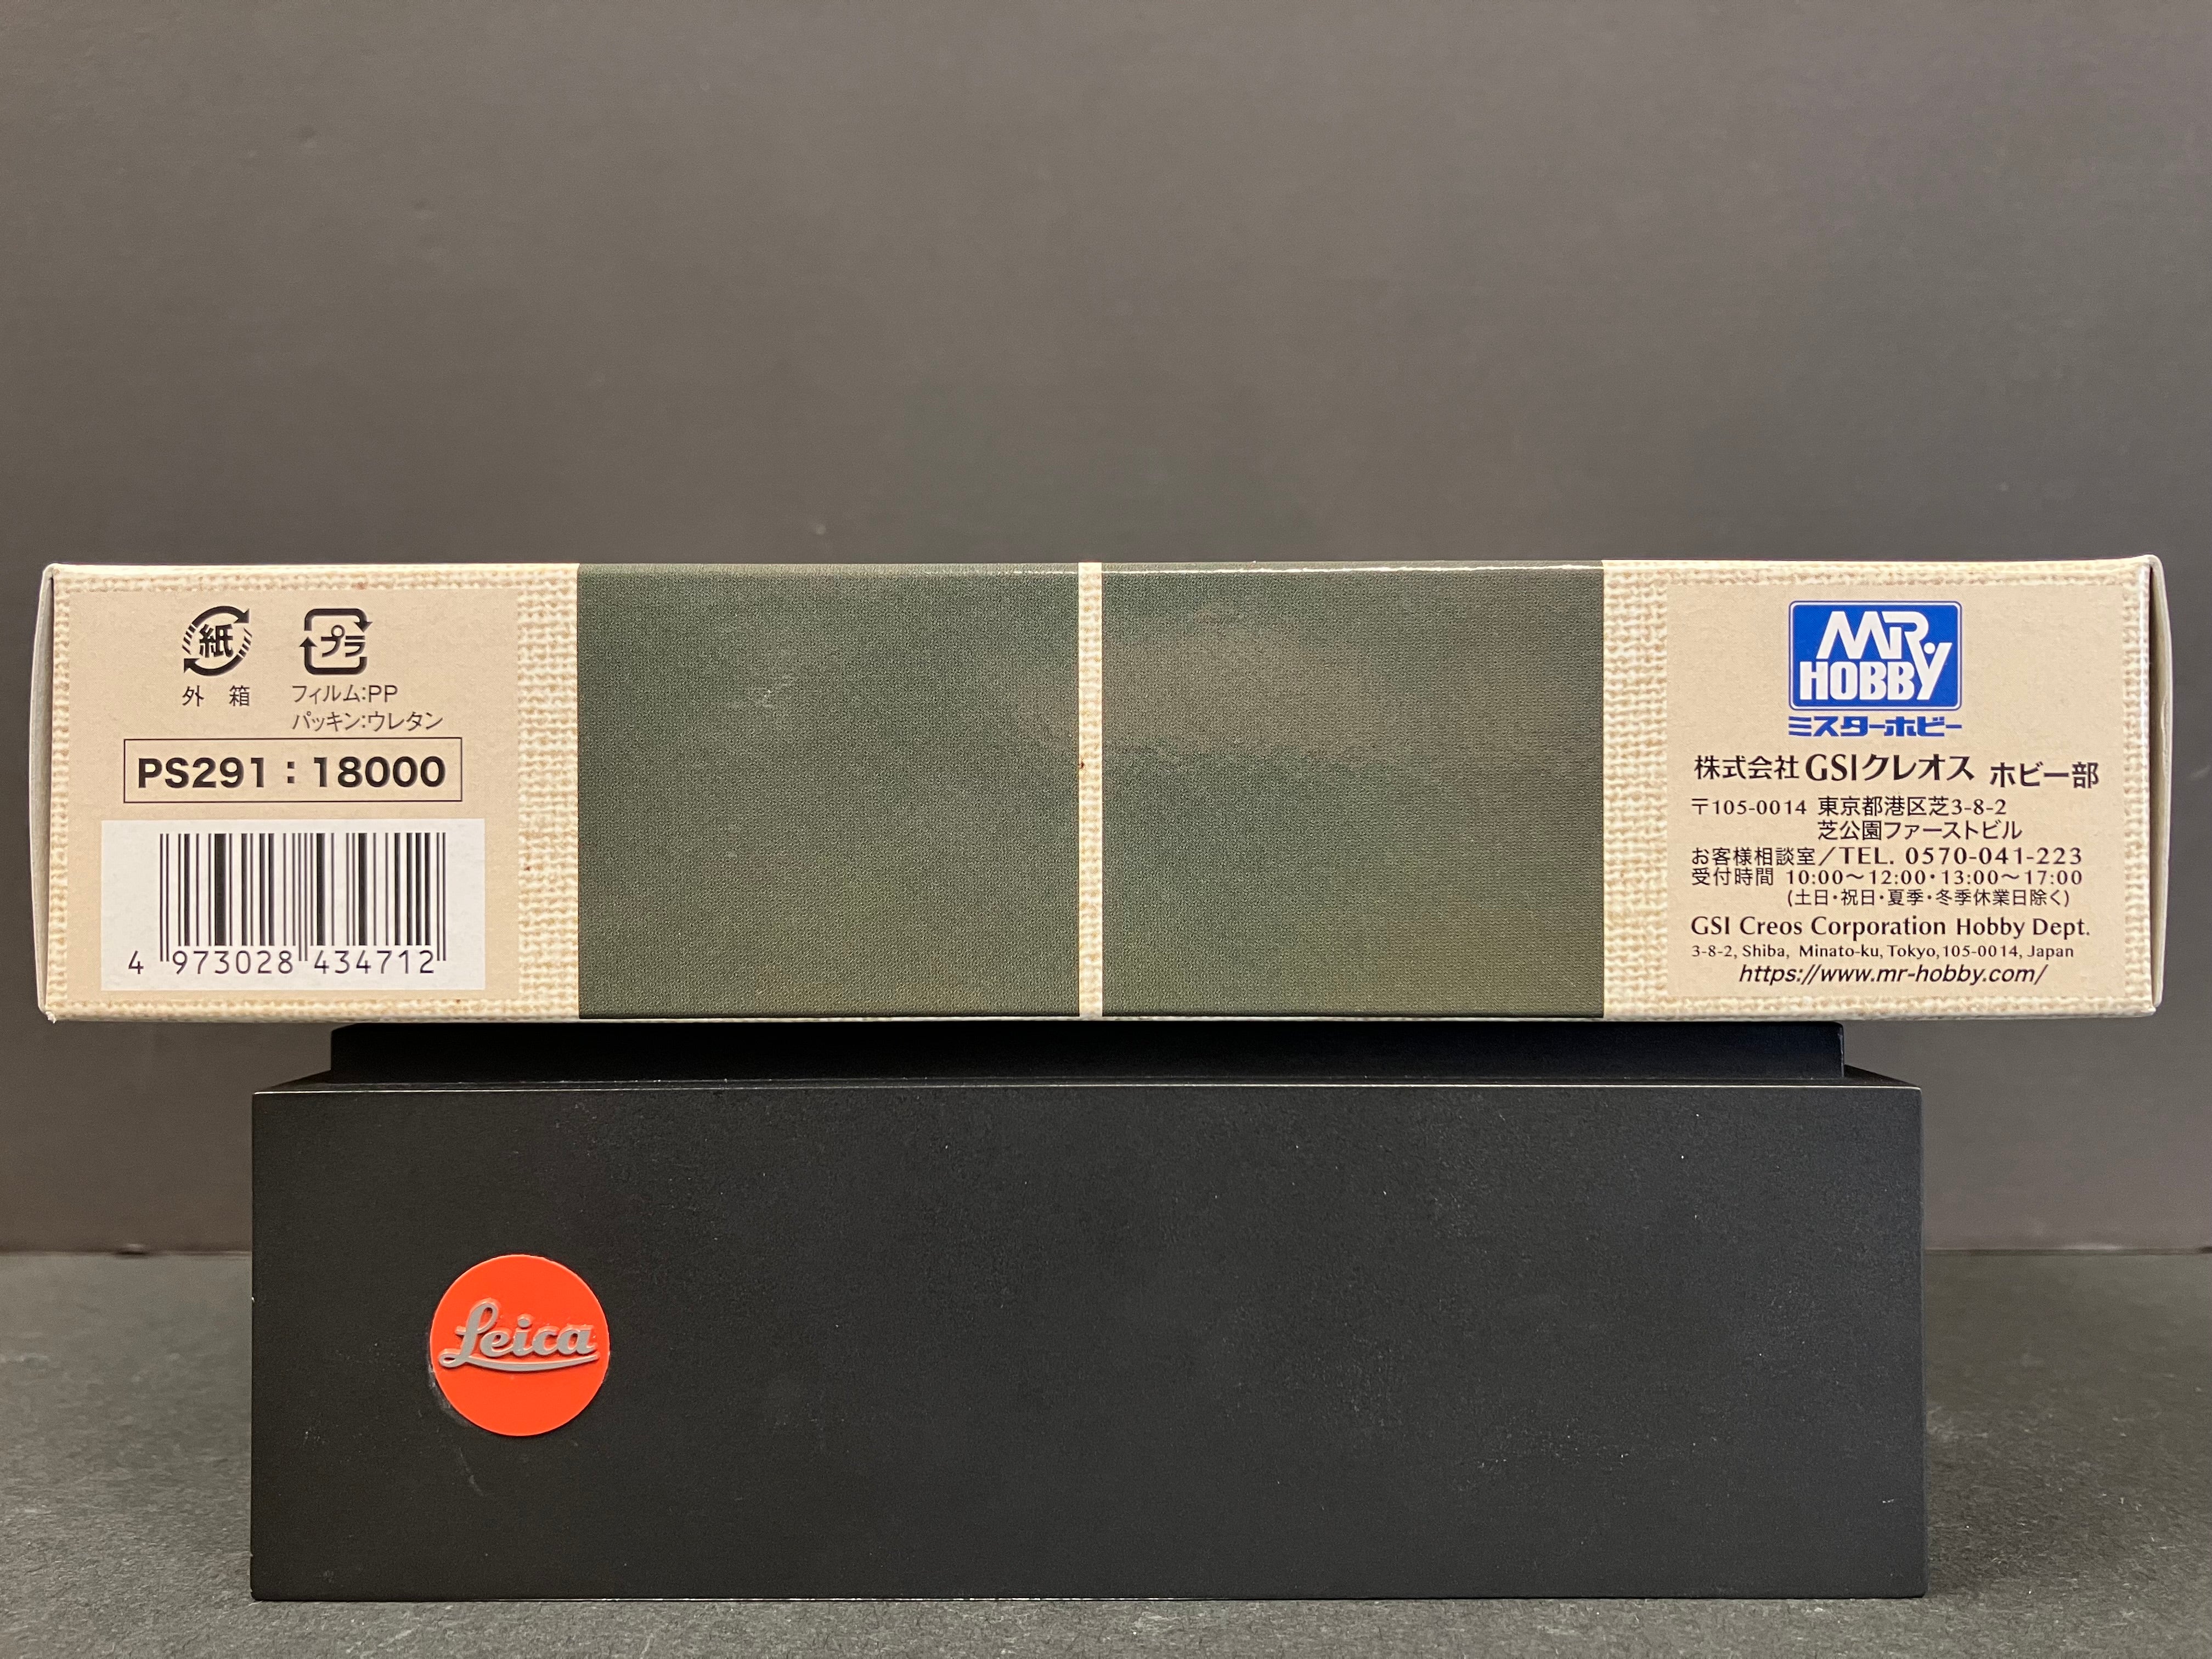 紙
プラ
外 箱
フィルム:PP
パッキン:ウレタン
PS291:18000
4 973028 434712
MR. HOBBY
ミスターホビー
株式会社GSIクレオス ホビー部
〒105-0014 東京都港区芝3-8-2
芝公園ファーストビル
お客様相談室/TEL. 0570-041-223
受付時間 10:00~12:00・13:00~17:00
(土日・祝日・夏季・冬季休業日除く)
GSI Creos Corporation Hobby Dept.
3-8-2, Shiba, Minato-ku, Tokyo, 105-0014, Japan
https://www.mr-hobby.com/
Leica